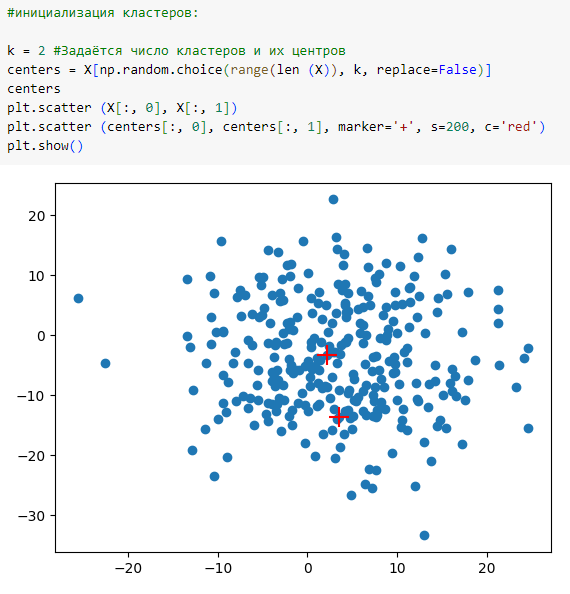 #инициализация кластеров:
k = 2 #Задаётся число кластеров и их центров
centers = X[np.random.choice(range(len (X)), k, replace=False)]
centers
plt.scatter (X[:, 0], X[:, 1])
plt.scatter (centers[:, 0], centers[:, 1], marker='+', s=200, c='red')
plt.show()
20
10
0
−10
−20
−30
−20
−10
0
10
20